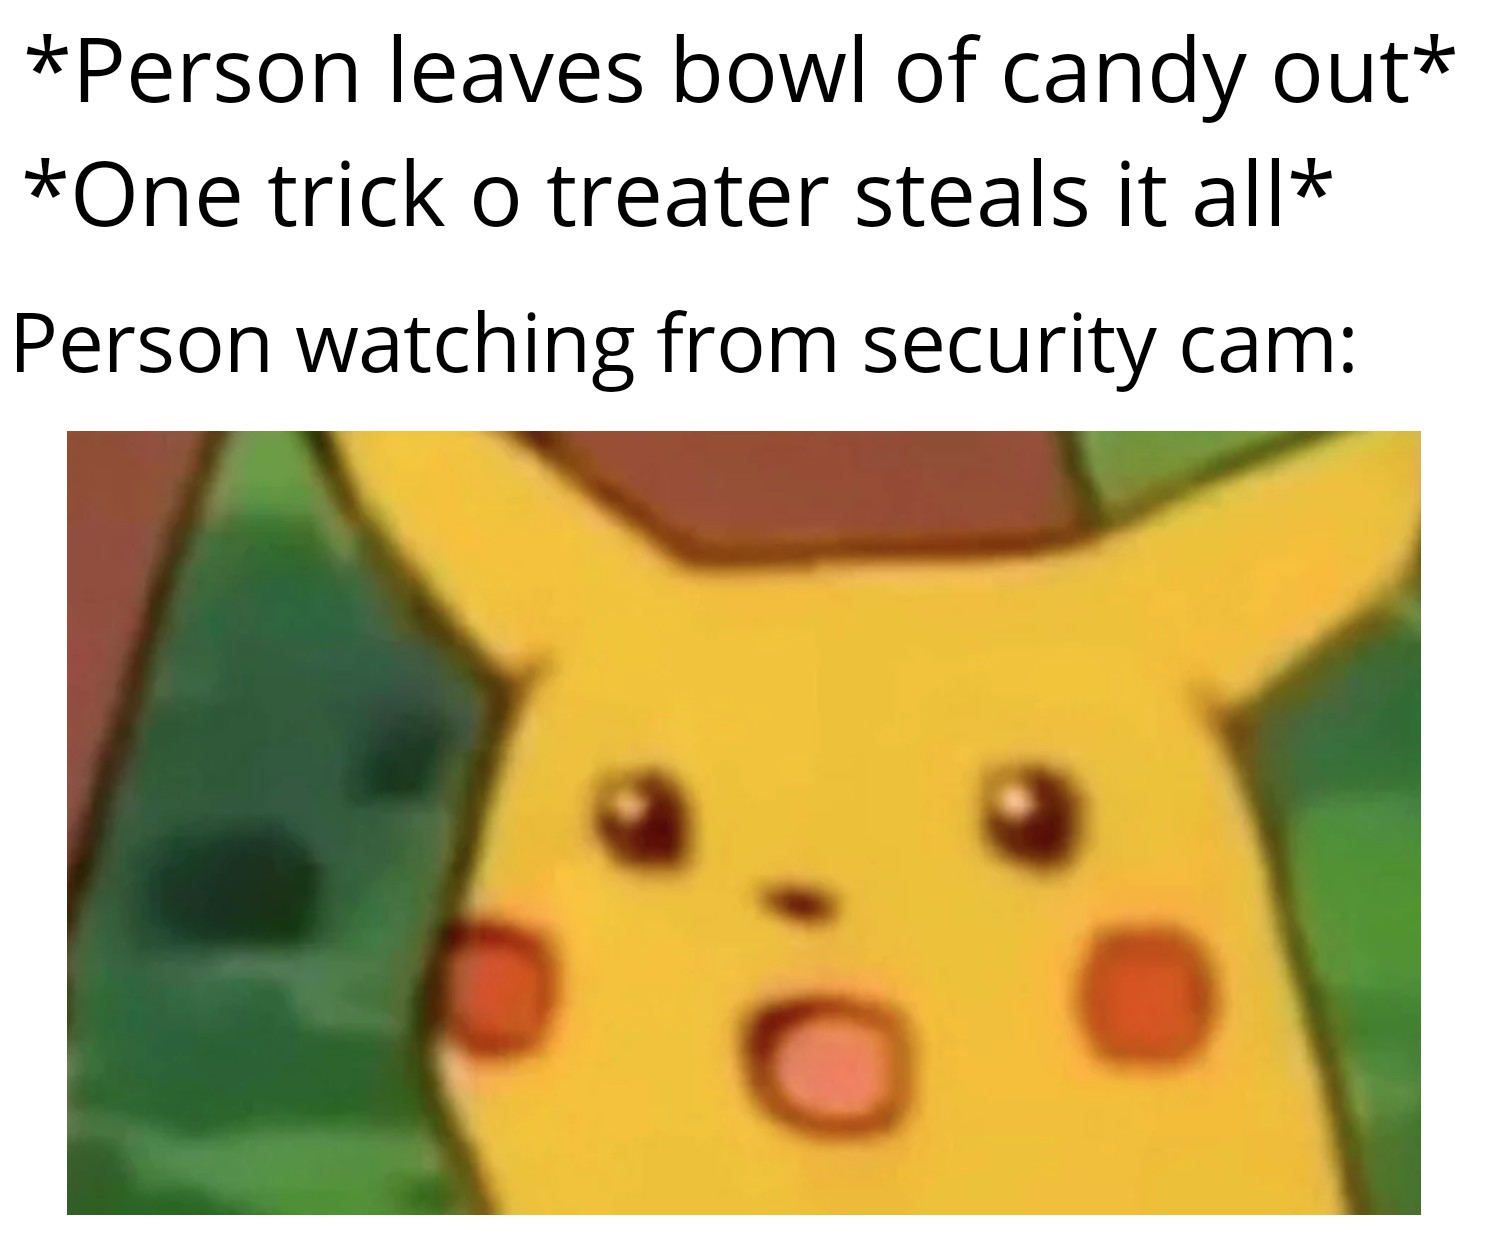 *Person leaves bowl of candy out*
*One trick o treater steals it all*
Person watching from security cam: